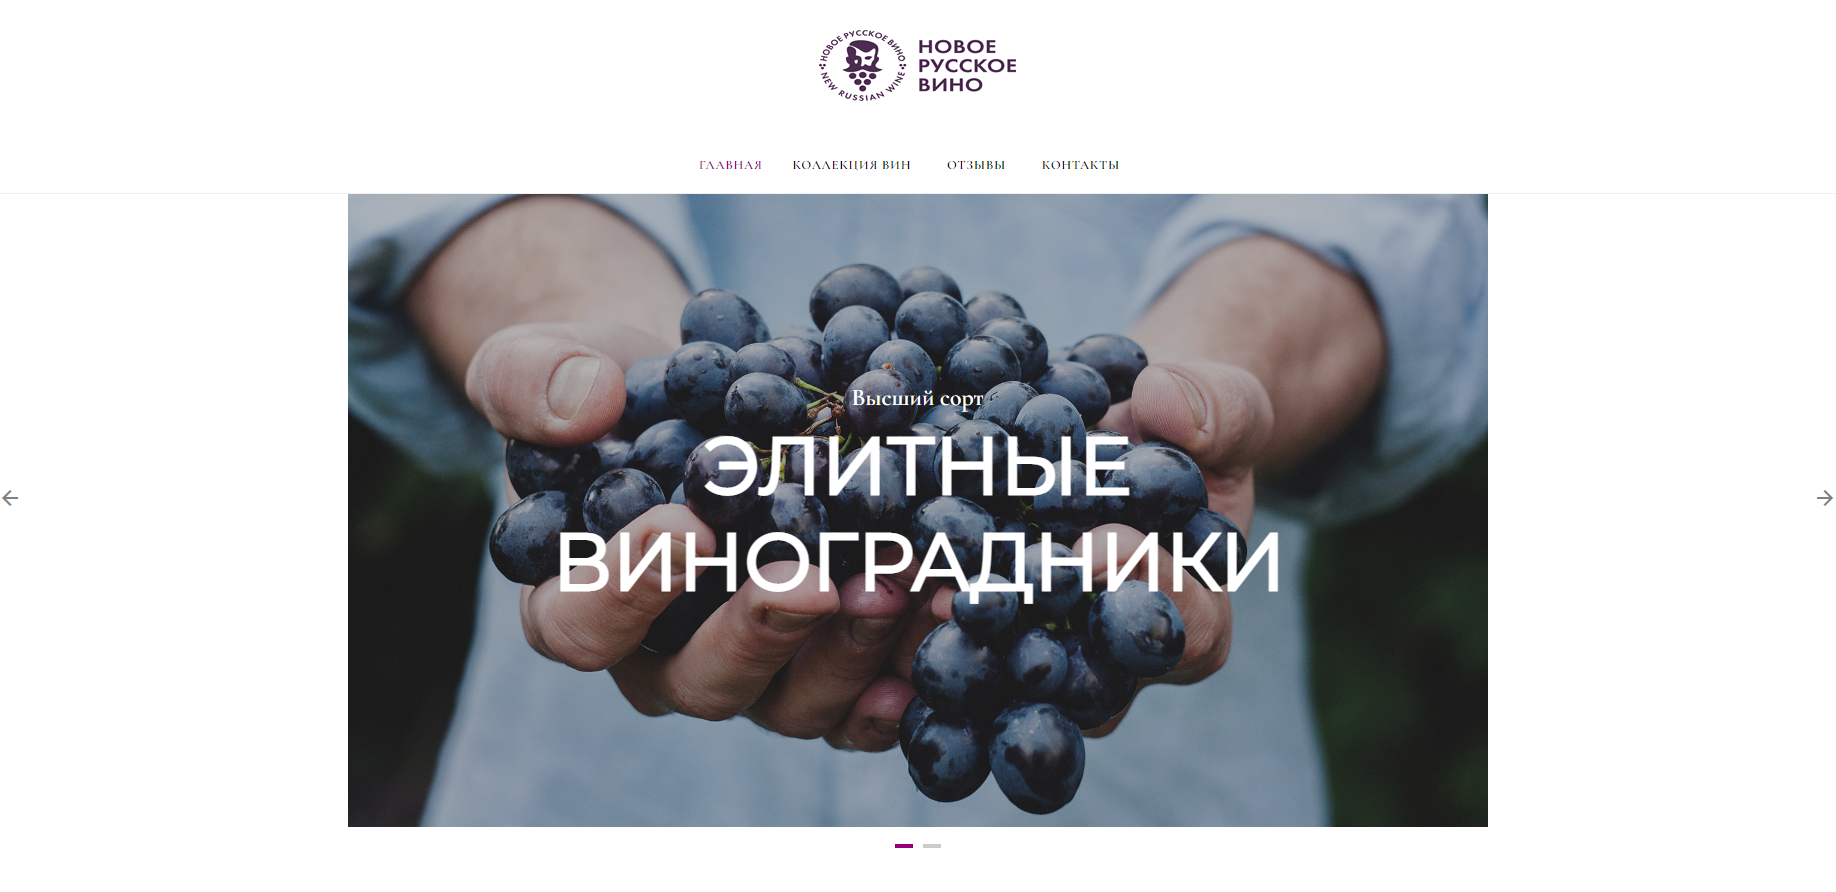 НОВОЕ РУССКОЕ ВИНО
NEW RUSSIAN WINE
НОВОЕ
РУССКОЕ
ВИНО
ГЛАВНАЯ КОЛЛЕКЦИЯ ВИН ОТЗЫВЫ КОНТАКТЫ
Высший сорт
ЭЛИТНЫЕ
ВИНОГРАДНИКИ